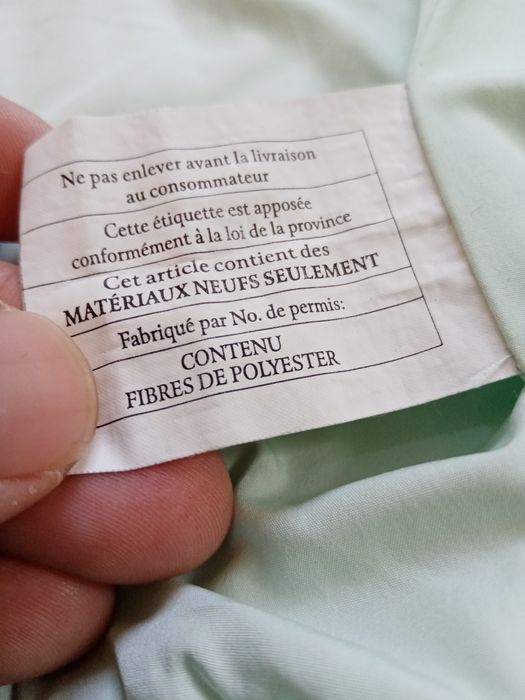 Ne pas enlever avant la livraison
au consommateur
Cette étiquette est apposée
conformément à la loi de la province
Cet article contient des
MATÉRIAUX NEUFS SEULEMENT
Fabriqué par No. de permis:
CONTENU
FIBRES DE POLYESTER